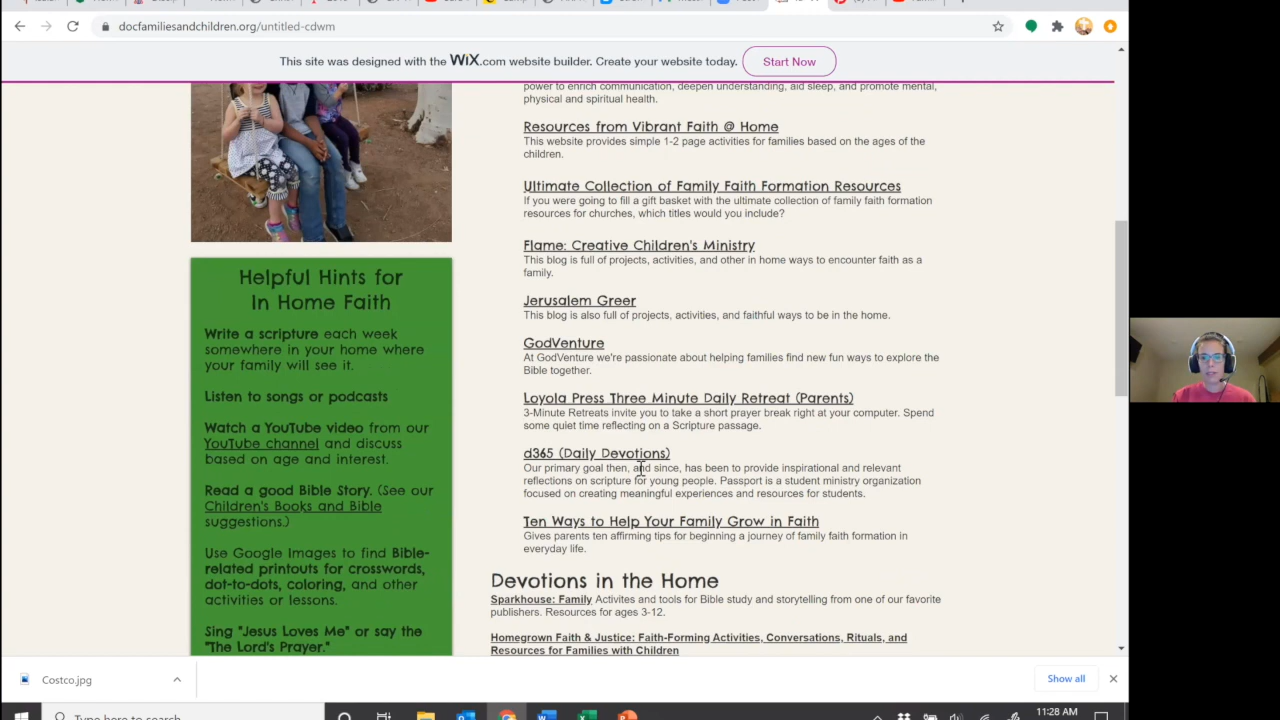 docfamiliesandchildren.org/untitled-cdwm
This site was designed with the WiX.com website builder. Create your website today.
Start Now
Helpful Hints for
In Home Faith
Write a scripture each week
somewhere in your home where
your family will see it.
Listen to songs or podcasts
Watch a YouTube video from our
YouTube channel and discuss
based on age and interest.
Read a good Bible Story. (See our
Children's Books and Bible
suggestions.)
Use Google Images to find Bible-
related printouts for crosswords,
dot-to-dots, coloring, and other
activities or lessons.
Sing "Jesus Loves Me" or say the
"The Lord's Prayer."
power to enrich communication, deepen understanding, aid sleep, and promote mental,
physical and spiritual health.
Resources from Vibrant Faith @ Home
This website provides simple 1-2 page activities for families based on the ages of the
children.
Ultimate Collection of Family Faith Formation Resources
If you were going to fill a gift basket with the ultimate collection of family faith formation
resources for churches, which titles would you include?
Flame: Creative Children's Ministry
This blog is full of projects, activities, and other in home ways to encounter faith as a
family.
Jerusalem Greer
This blog is also full of projects, activities, and faithful ways to be in the home.
GodVenture
At GodVenture we're passionate about helping families find new fun ways to explore the
Bible together.
Loyola Press Three Minute Daily Retreat (Parents)
3-Minute Retreats invite you to take a short prayer break right at your computer. Spend
some quiet time reflecting on a Scripture passage.
d365 (Daily Devotions)
Our primary goal then, and since, has been to provide inspirational and relevant
reflections on scripture for young people. Passport is a student ministry organization
focused on creating meaningful experiences and resources for students.
Ten Ways to Help Your Family Grow in Faith
Gives parents ten affirming tips for beginning a journey of family faith formation in
everyday life.
Devotions in the Home
Sparkhouse: Family Activites and tools for Bible study and storytelling from one of our favorite
publishers. Resources for ages 3-12.
Homegrown Faith & Justice: Faith-Forming Activities, Conversations, Rituals, and
Resources for Families with Children
Costco.jpg
Show all
Type here to search
11:28 AM